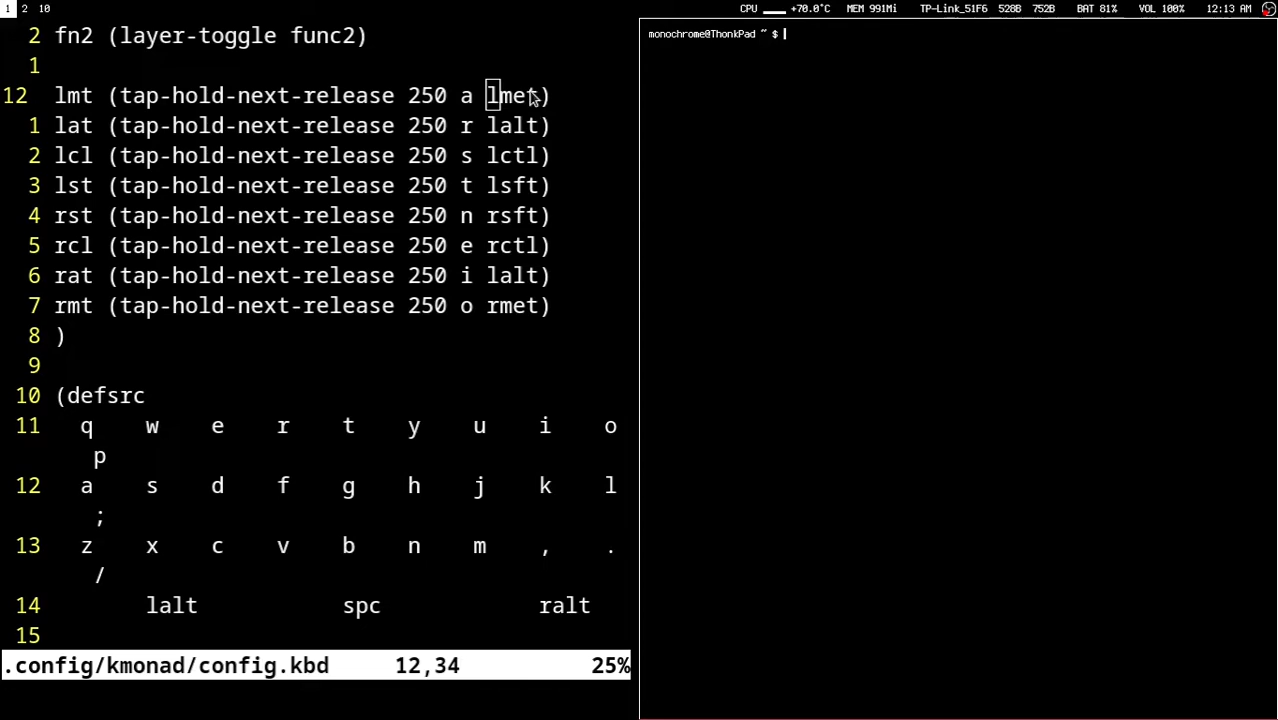 1 2 10 CPU +70.0°C MEM 991Mi TP-Link_51F6 528B 752B BAT 81% VOL 100% 12:13 AM
2 fn2 (layer-toggle func2)
1
12 lmt (tap-hold-next-release 250 a lmet)
1 lat (tap-hold-next-release 250 r lalt)
2 lcl (tap-hold-next-release 250 s lctl)
3 lst (tap-hold-next-release 250 t lsft)
4 rst (tap-hold-next-release 250 n rsft)
5 rcl (tap-hold-next-release 250 e rctl)
6 rat (tap-hold-next-release 250 i lalt)
7 rmt (tap-hold-next-release 250 o rmet)
8 )
9
10 (defsrc
11 q w e r t y u i o
p
12 a s d f g h j k l
;
13 z x c v b n m , .
/
14 lalt spc ralt
15
.config/kmonad/config.kbd 12,34 25%
monochrome@ThonkPad ~ $